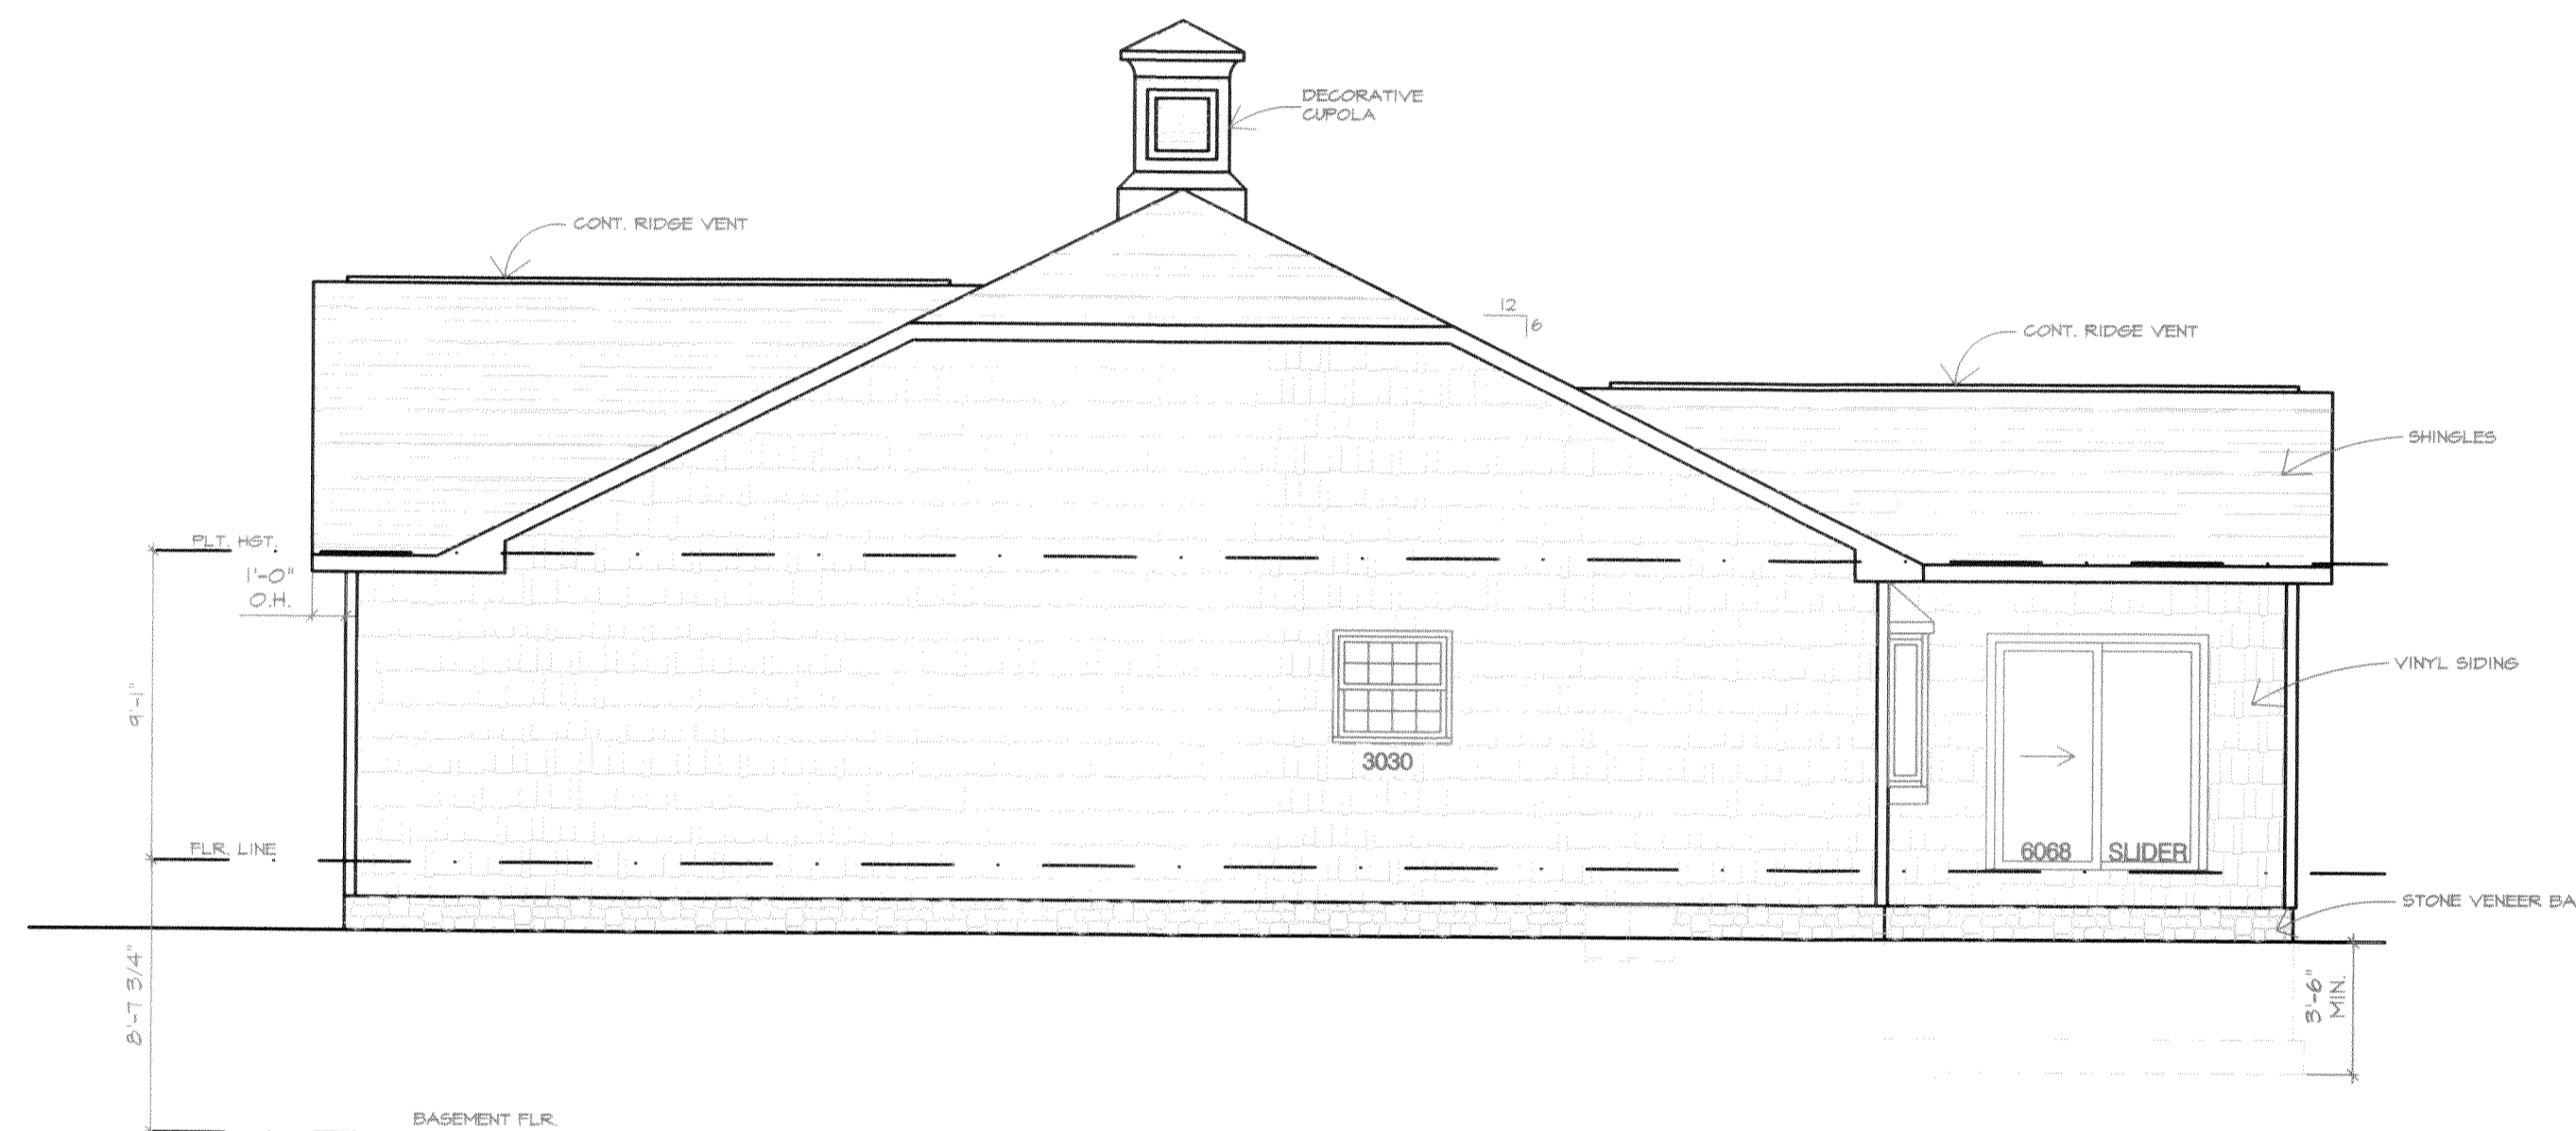 DECORATIVE
CUPOLA
CONT. RIDGE VENT
12
6
CONT. RIDGE VENT
SHINGLES
PLT. HGT.
1'-0"
O.H.
VINYL SIDING
9'-1"
3030
FLR. LINE
6068 SLIDER
STONE VENEER BA
8'-7 3/4"
3'-6"
MIN.
BASEMENT FLR.